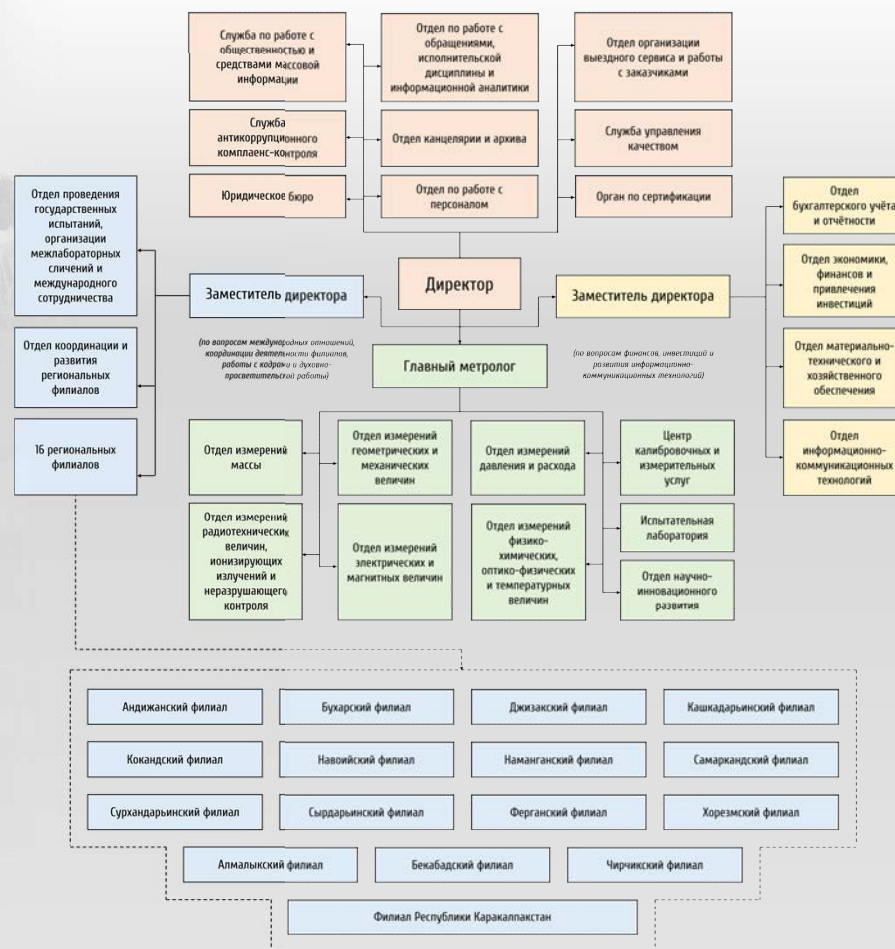 Служба по работе с
общественностью и
средствами массовой
информации
Отдел по работе с
обращениями,
исполнительской
дисциплины и
информационной аналитики
Отдел организации
выездного сервиса и работы
с заказчиками
Служба
антикоррупционного
комплаенс-контроля
Отдел канцелярии и архива
Служба управления
качеством
Юридическое бюро
Отдел по работе с
персоналом
Орган по сертификации
Отдел проведения
государственных
испытаний,
организации
межлабораторных
сличений и
международного
сотрудничества
Отдел координации и
развития
региональных
филиалов
16 региональных
филиалов
Заместитель директора
(по вопросам международных отношений,
координации деятельности филиалов,
работы с кадрами и духовно-
просветительской работы)
Директор
Главный метролог
Заместитель директора
(по вопросам финансов, инвестиций и
развития информационно-
коммуникационных технологий)
Отдел
бухгалтерского учёта
и отчётности
Отдел экономики,
финансов и
привлечения
инвестиций
Отдел материально-
технического и
хозяйственного
обеспечения
Отдел
информационно-
коммуникационных
технологий
Отдел измерений
массы
Отдел измерений
геометрических и
механических
величин
Отдел измерений
давления и расхода
Центр
калибровочных и
измерительных
услуг
Отдел измерений
радиотехнических
величин,
ионизирующих
излучений и
неразрушающего
контроля
Отдел измерений
электрических и
магнитных величин
Отдел измерений
физико-
химических,
оптико-физических
и температурных
величин
Испытательная
лаборатория
Отдел научно-
инновационного
развития
Андижанский филиал
Бухарский филиал
Джизакский филиал
Кашкадарьинский филиал
Кокандский филиал
Навоийский филиал
Наманганский филиал
Самаркандский филиал
Сурхандарьинский филиал
Сырдарьинский филиал
Ферганский филиал
Хорезмский филиал
Алмалыкский филиал
Бекабадский филиал
Чирчикский филиал
Филиал Республики Каракалпакстан